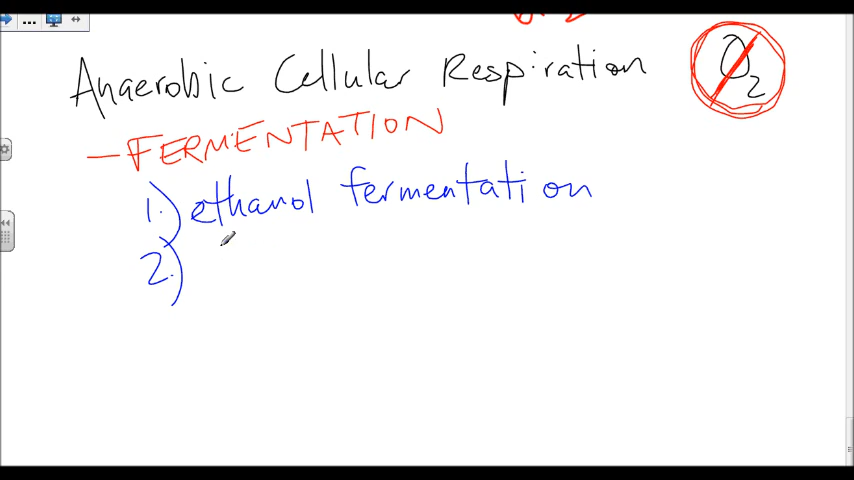 Anaerobic Cellular Respiration O2
- FERMENTATION
1.) ethanol fermentation
2.)